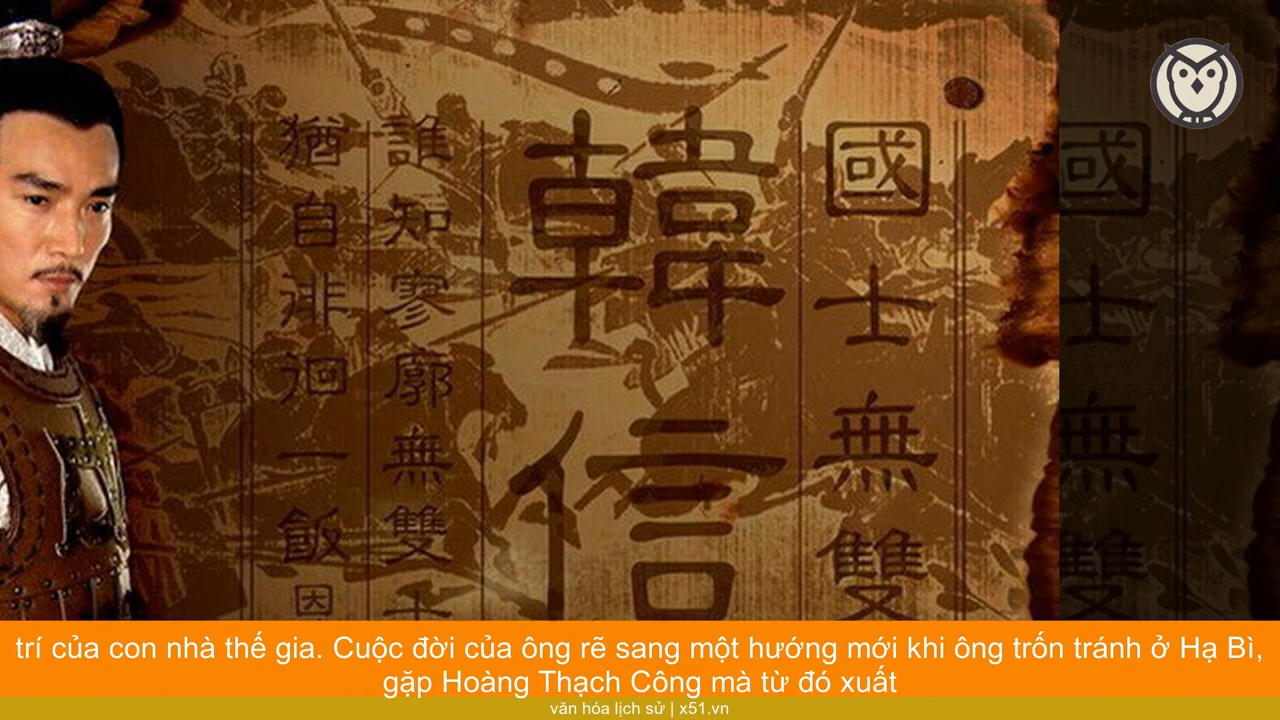 國士無雙
韓信
誰知寥廓無雙士
猶自徘徊一飯因
國士無雙
trí của con nhà thế gia. Cuộc đời của ông rẽ sang một hướng mới khi ông trốn tránh ở Hạ Bì,
gặp Hoàng Thạch Công mà từ đó xuất
văn hóa lịch sử | x51.vn